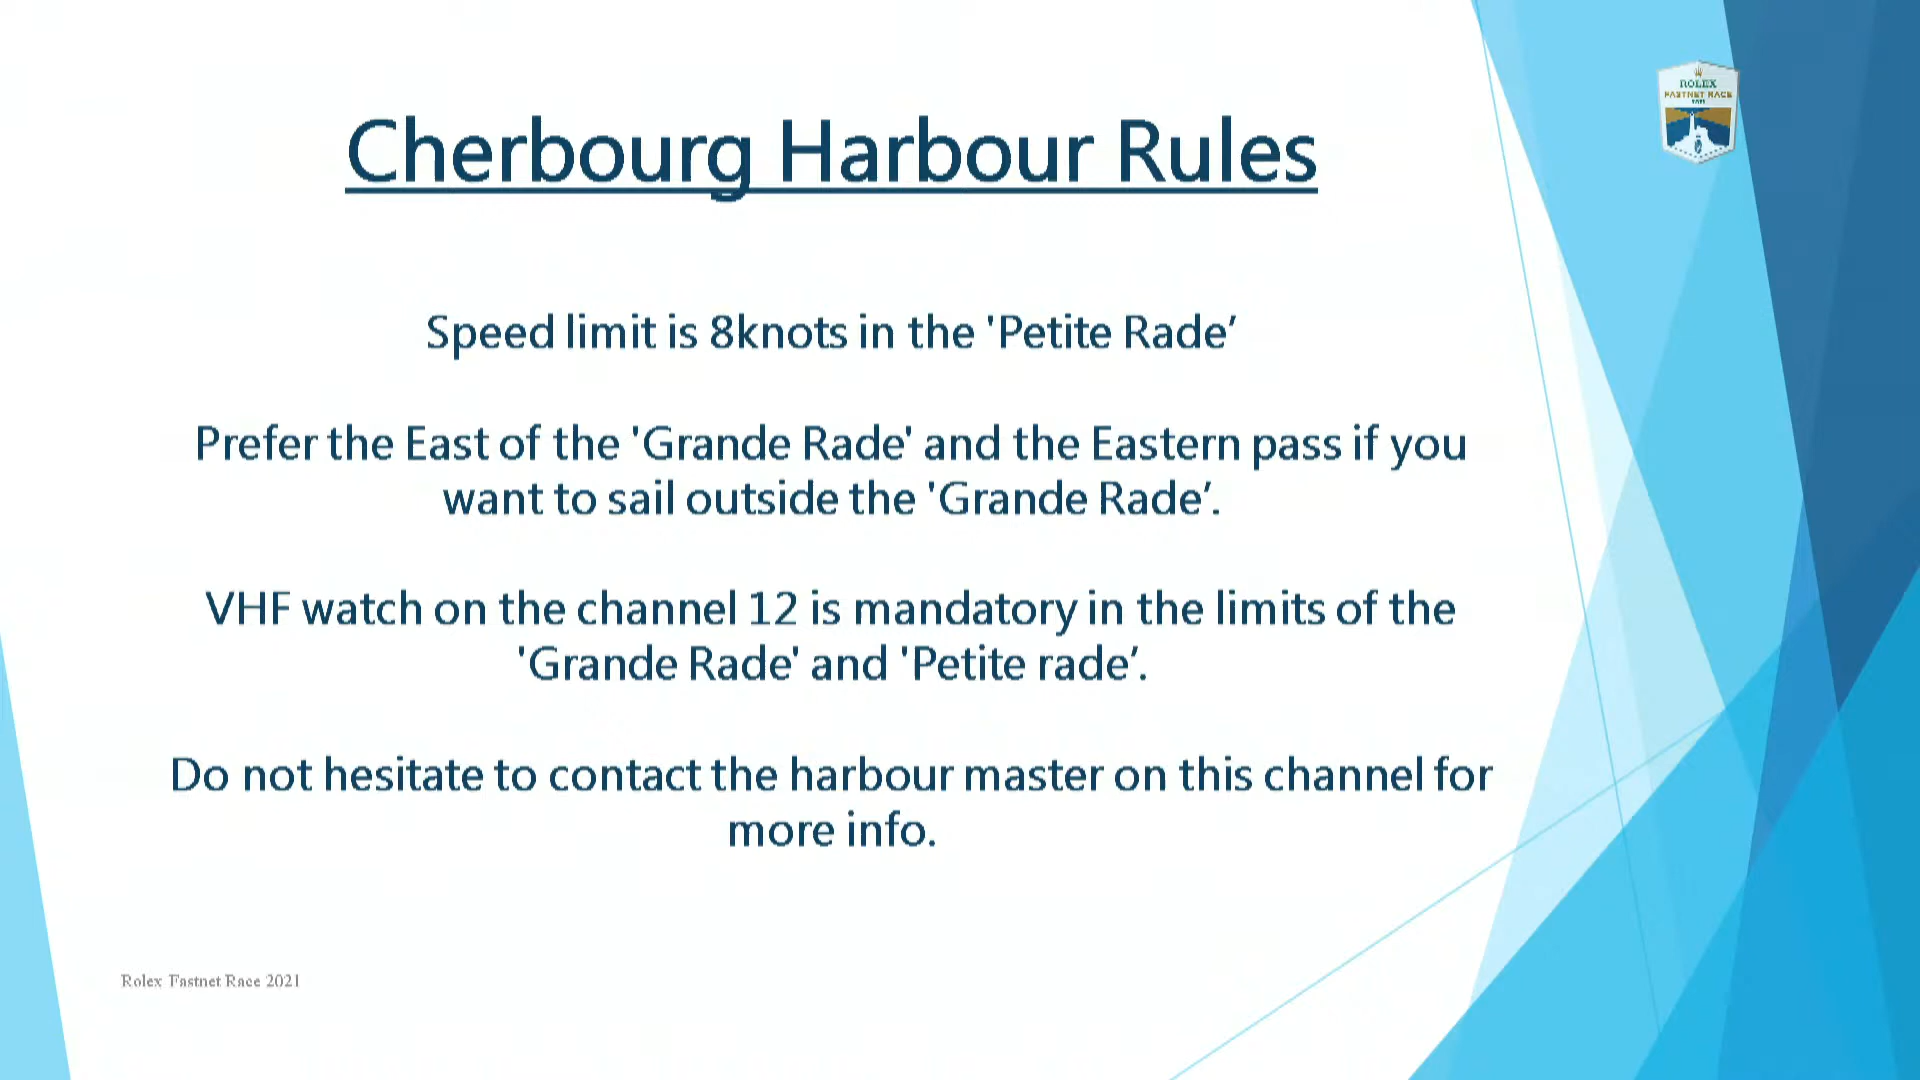 ROLEX
FASTNET RACE
Cherbourg Harbour Rules
Speed limit is 8knots in the 'Petite Rade’
Prefer the East of the 'Grande Rade' and the Eastern pass if you
want to sail outside the 'Grande Rade’.
VHF watch on the channel 12 is mandatory in the limits of the
'Grande Rade' and 'Petite rade’.
Do not hesitate to contact the harbour master on this channel for
more info.
Rolex Fastnet Race 2021